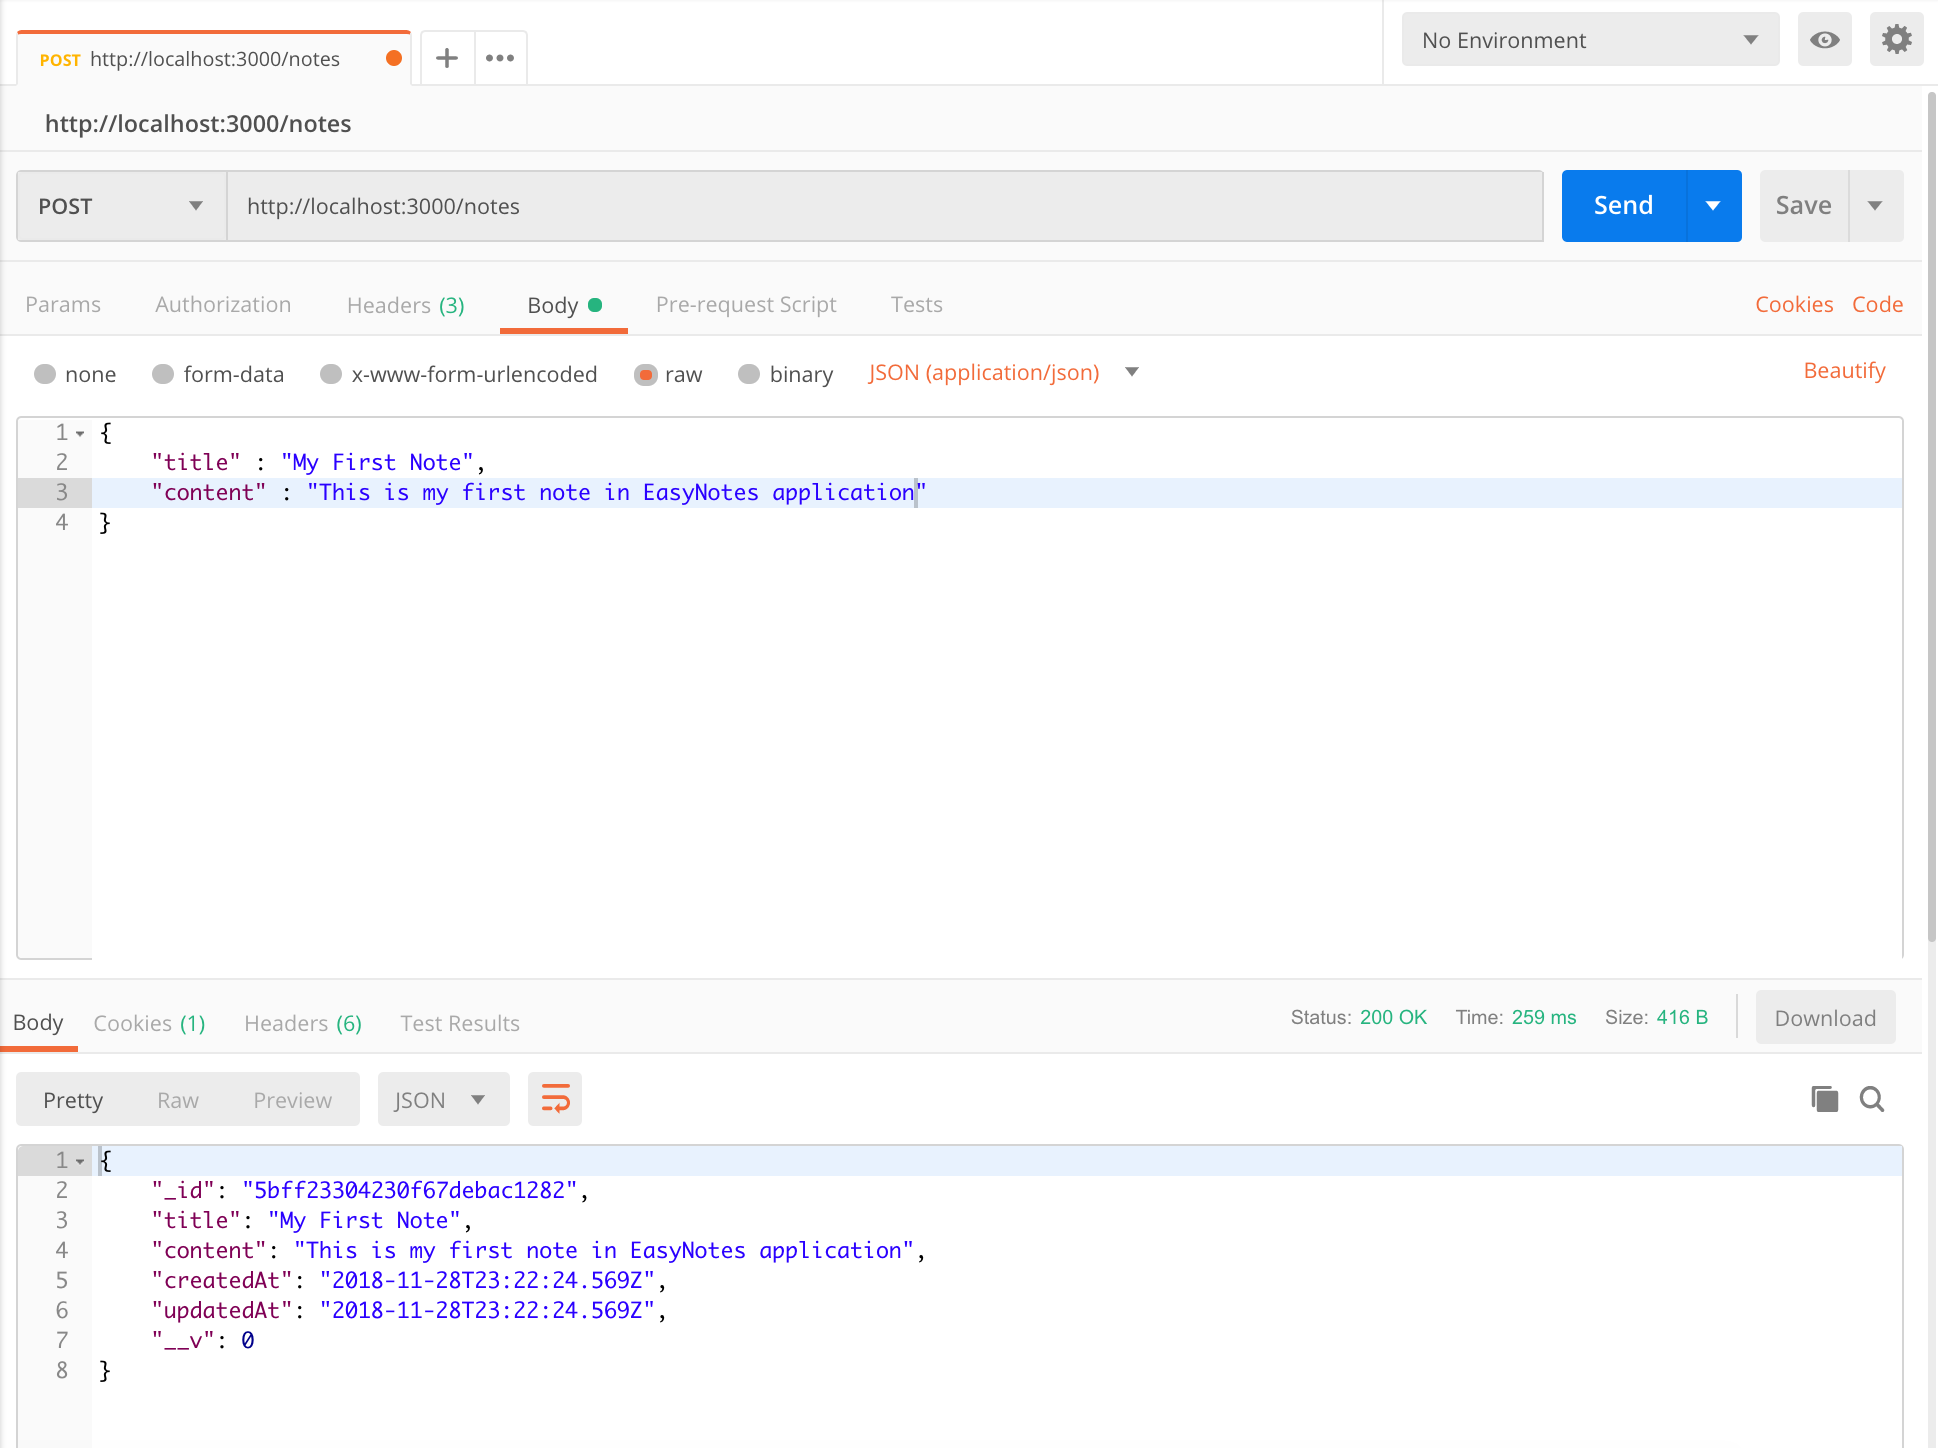 POST http://localhost:3000/notes
No Environment
http://localhost:3000/notes
POST http://localhost:3000/notes Send Save
Params Authorization Headers (3) Body Pre-request Script Tests Cookies Code
none form-data x-www-form-urlencoded raw binary JSON (application/json) Beautify
1 {
2 "title" : "My First Note",
3 "content" : "This is my first note in EasyNotes application"
4 }
Body Cookies (1) Headers (6) Test Results Status: 200 OK Time: 259 ms Size: 416 B Download
Pretty Raw Preview JSON
1 {
2 "_id": "5bff23304230f67debac1282",
3 "title": "My First Note",
4 "content": "This is my first note in EasyNotes application",
5 "createdAt": "2018-11-28T23:22:24.569Z",
6 "updatedAt": "2018-11-28T23:22:24.569Z",
7 "__v": 0
8 }